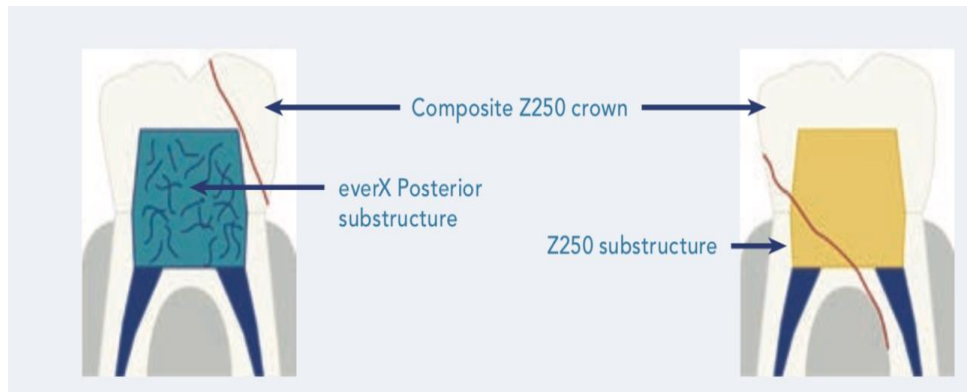 Composite Z250 crown
everX Posterior
substructure
Z250 substructure